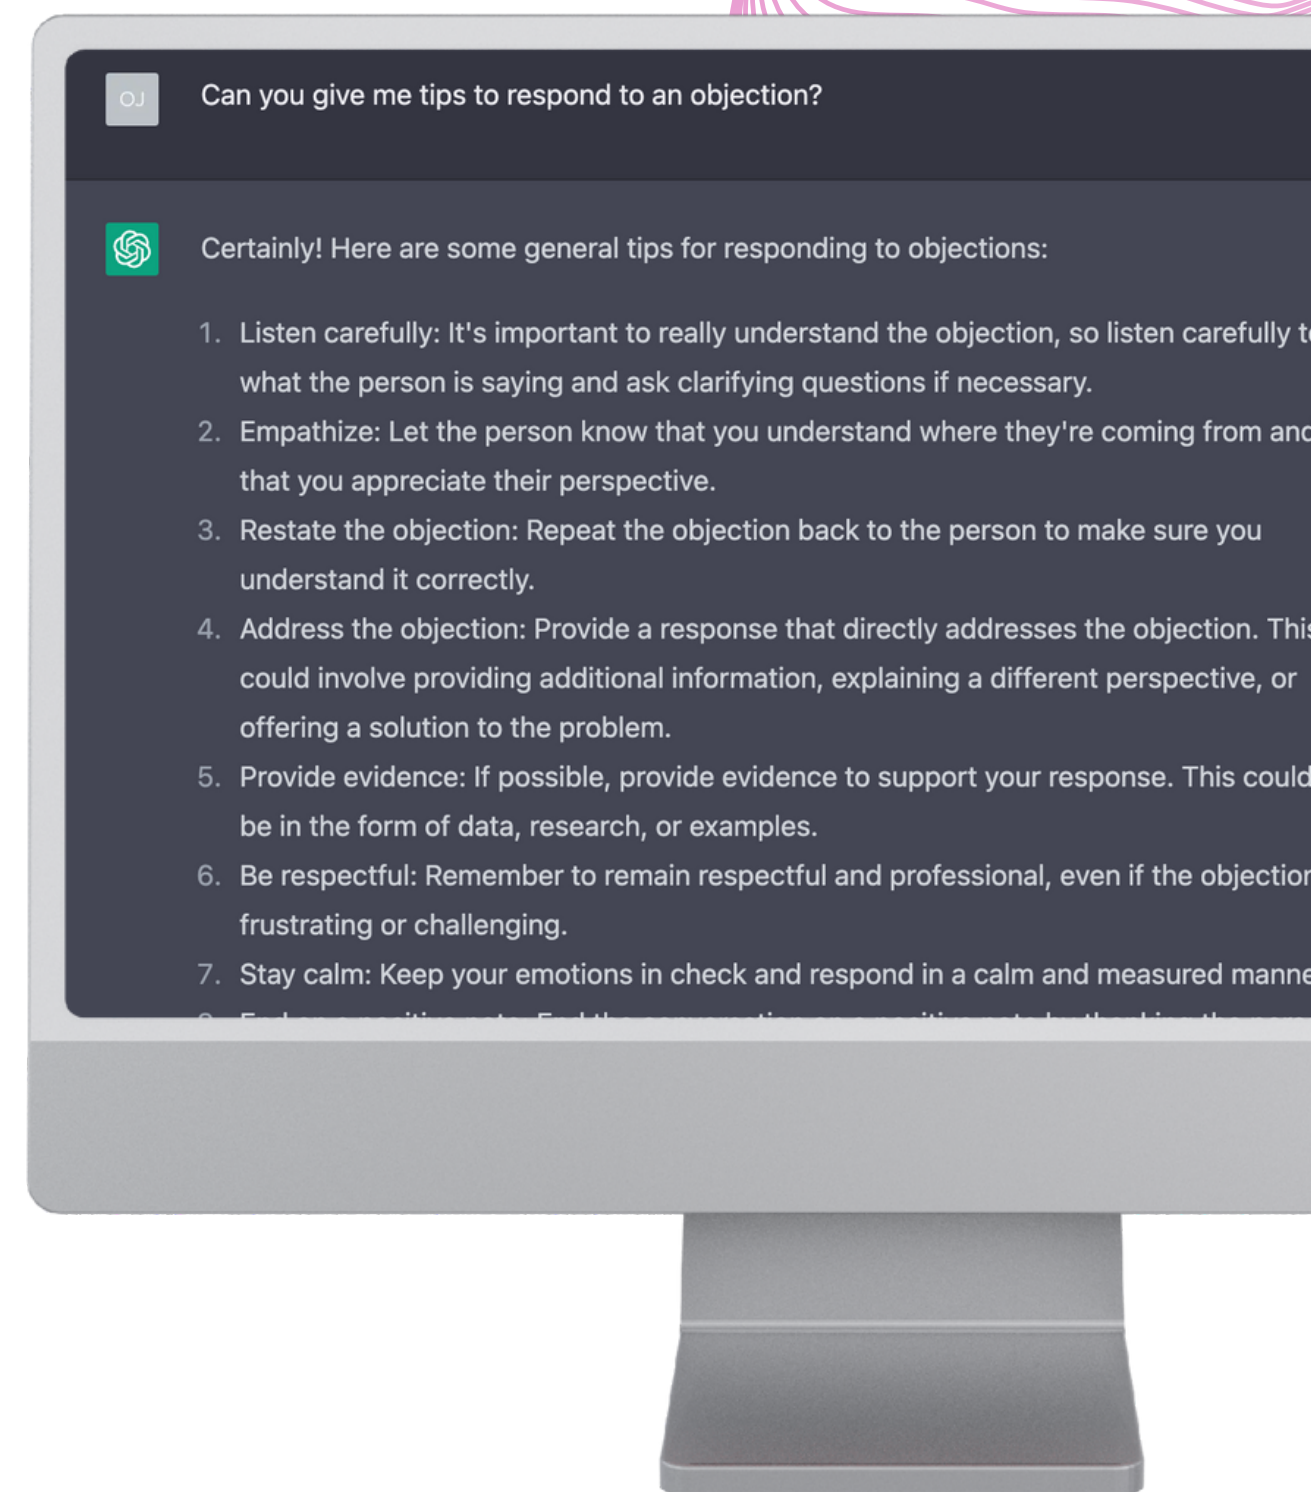 OJ
Can you give me tips to respond to an objection?
Certainly! Here are some general tips for responding to objections:
1. Listen carefully: It's important to really understand the objection, so listen carefully
what the person is saying and ask clarifying questions if necessary.
2. Empathize: Let the person know that you understand where they're coming from and
that you appreciate their perspective.
3. Restate the objection: Repeat the objection back to the person to make sure you
understand it correctly.
4. Address the objection: Provide a response that directly addresses the objection. This
could involve providing additional information, explaining a different perspective, or
offering a solution to the problem.
5. Provide evidence: If possible, provide evidence to support your response. This could
be in the form of data, research, or examples.
6. Be respectful: Remember to remain respectful and professional, even if the objection
frustrating or challenging.
7. Stay calm: Keep your emotions in check and respond in a calm and measured